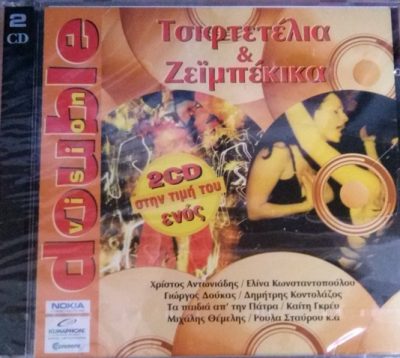 2
CD
double
vision
Τσιφτετέλια
&
Ζεϊμπέκικα
2CD
στην τιμή του
ενός
Χρίστος Αντωνιάδης / Ελίνα Κωνσταντοπούλου
Γιώργος Δούκας / Δημήτρης Κοντολάζος
Τα παιδιά απ' την Πάτρα / Καίτη Γκρέυ
Μιχάλης Θέμελης / Ρούλα Σταύρου κ.α
NOKIA